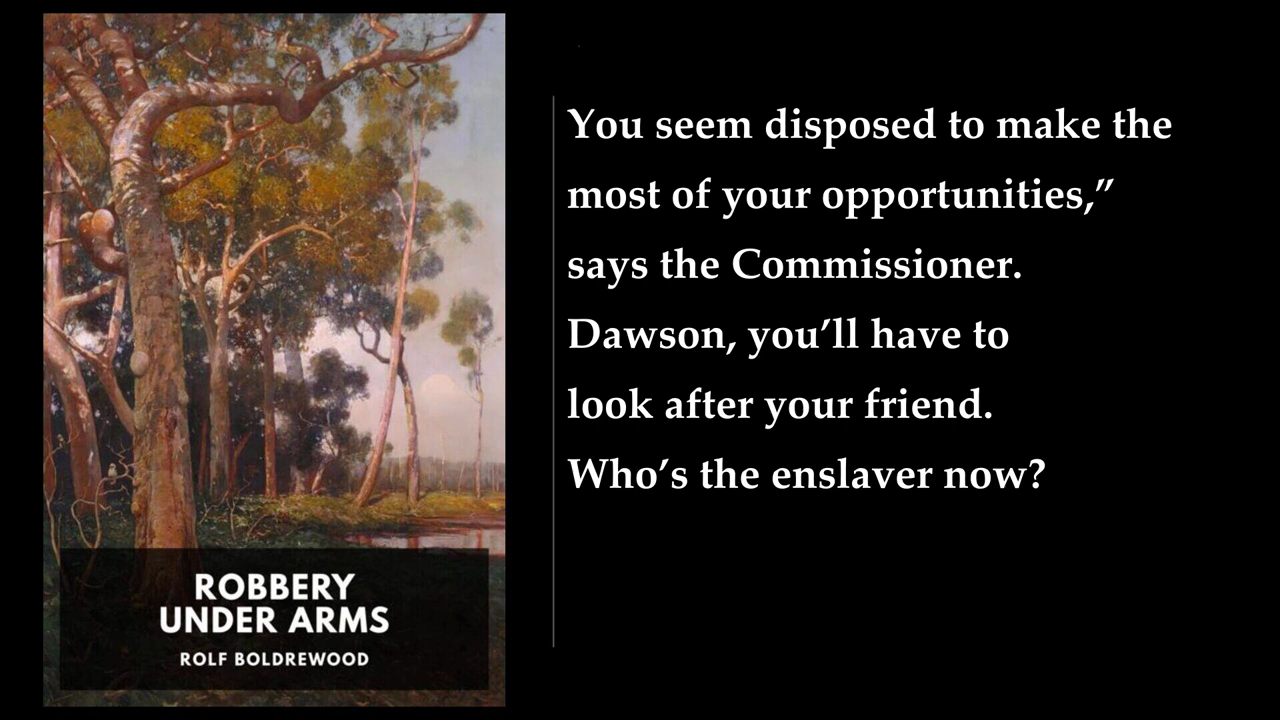 You seem disposed to make the
most of your opportunities,”
says the Commissioner.
Dawson, you’ll have to
look after your friend.
Who’s the enslaver now?
ROBBERY
UNDER ARMS
ROLF BOLDREWOOD